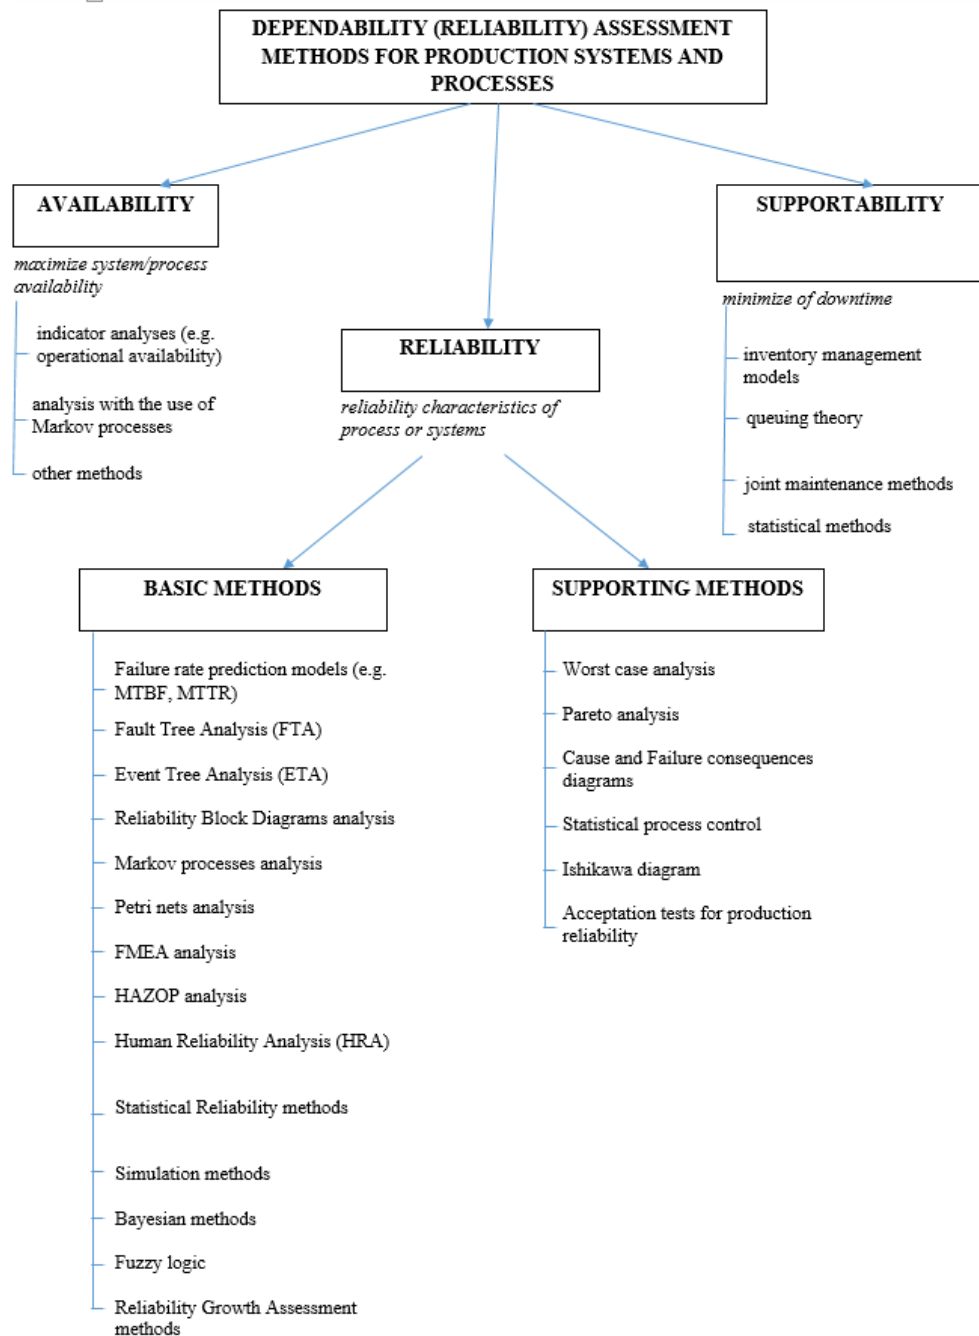 DEPENDABILITY (RELIABILITY) ASSESSMENT
METHODS FOR PRODUCTION SYSTEMS AND
PROCESSES
AVAILABILITY
maximize system/process
availability
indicator analyses (e.g.
operational availability)
analysis with the use of
Markov processes
other methods
RELIABILITY
reliability characteristics of
process or systems
SUPPORTABILITY
minimize of downtime
inventory management
models
queuing theory
joint maintenance methods
statistical methods
BASIC METHODS
Failure rate prediction models (e.g.
MTBF, MTTR)
Fault Tree Analysis (FTA)
Event Tree Analysis (ETA)
Reliability Block Diagrams analysis
Markov processes analysis
Petri nets analysis
FMEA analysis
HAZOP analysis
Human Reliability Analysis (HRA)
Statistical Reliability methods
Simulation methods
Bayesian methods
Fuzzy logic
Reliability Growth Assessment
methods
SUPPORTING METHODS
Worst case analysis
Pareto analysis
Cause and Failure consequences
diagrams
Statistical process control
Ishikawa diagram
Acceptation tests for production
reliability